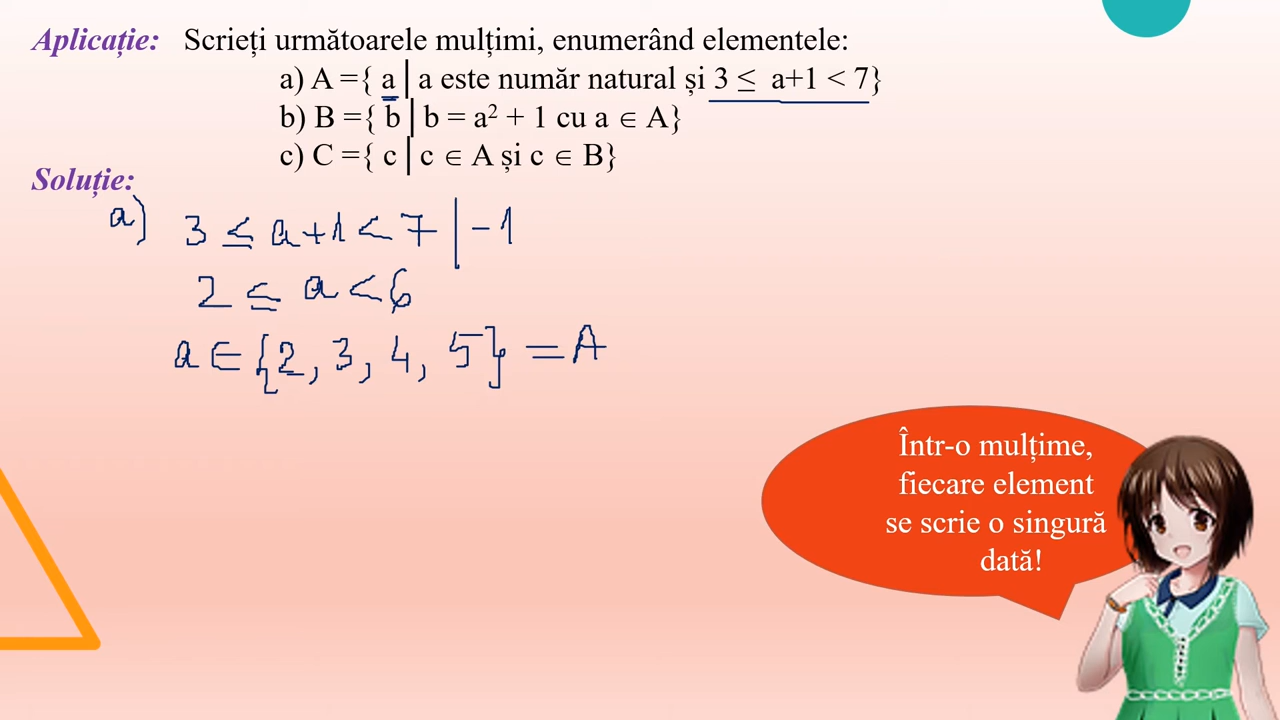 Aplicație: Scrieți următoarele mulțimi, enumerând elementele:
a) A ={ a│a este număr natural și 3 ≤ a+1 < 7}
b) B ={ b│b = a² + 1 cu a ∈ A}
c) C ={ c│c ∈ A și c ∈ B}
Soluție:
a) 3 ≤ a+1 < 7 | -1
2 ≤ a < 6
a ∈ {2, 3, 4, 5} = A
Într-o mulțime,
fiecare element
se scrie o singură
dată!